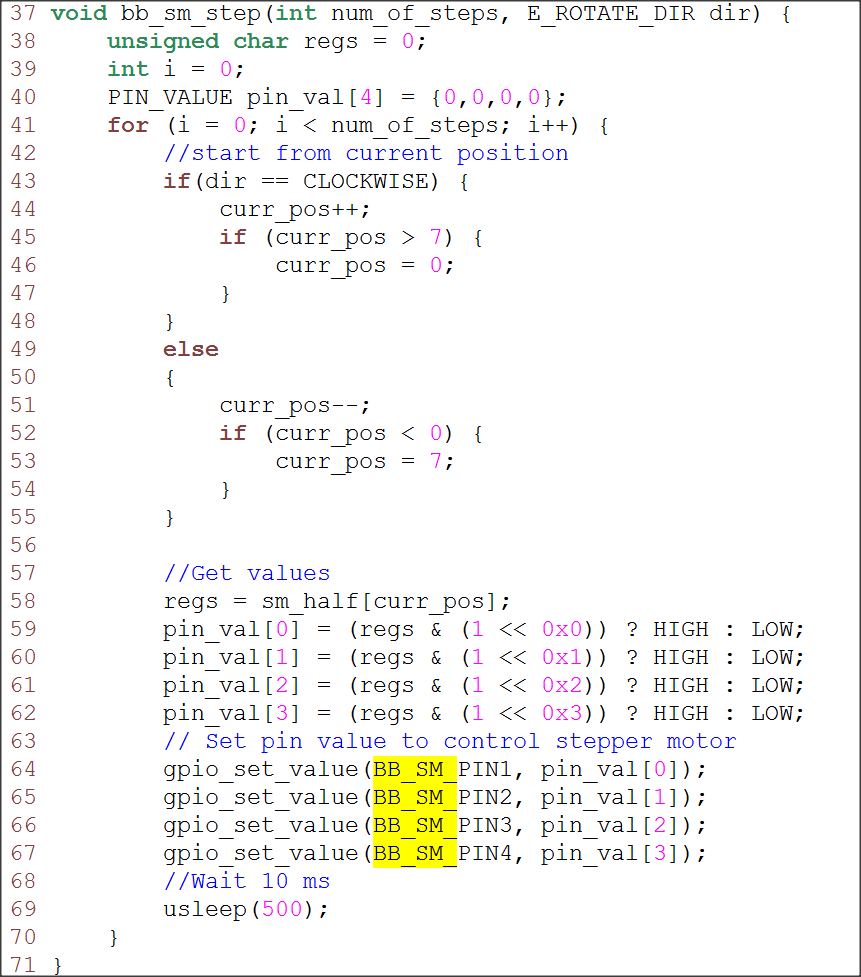 37 void bb_sm_step(int num_of_steps, E_ROTATE_DIR dir) {
38     unsigned char regs = 0;
39     int i = 0;
40     PIN_VALUE pin_val[4] = {0,0,0,0};
41     for (i = 0; i < num_of_steps; i++) {
42         //start from current position
43         if(dir == CLOCKWISE) {
44             curr_pos++;
45             if (curr_pos > 7) {
46                 curr_pos = 0;
47             }
48         }
49         else
50         {
51             curr_pos--;
52             if (curr_pos < 0) {
53                 curr_pos = 7;
54             }
55         }
56
57         //Get values
58         regs = sm_half[curr_pos];
59         pin_val[0] = (regs & (1 << 0x0)) ? HIGH : LOW;
60         pin_val[1] = (regs & (1 << 0x1)) ? HIGH : LOW;
61         pin_val[2] = (regs & (1 << 0x2)) ? HIGH : LOW;
62         pin_val[3] = (regs & (1 << 0x3)) ? HIGH : LOW;
63         // Set pin value to control stepper motor
64         gpio_set_value(BB_SM_PIN1, pin_val[0]);
65         gpio_set_value(BB_SM_PIN2, pin_val[1]);
66         gpio_set_value(BB_SM_PIN3, pin_val[2]);
67         gpio_set_value(BB_SM_PIN4, pin_val[3]);
68         //Wait 10 ms
69         usleep(500);
70     }
71 }